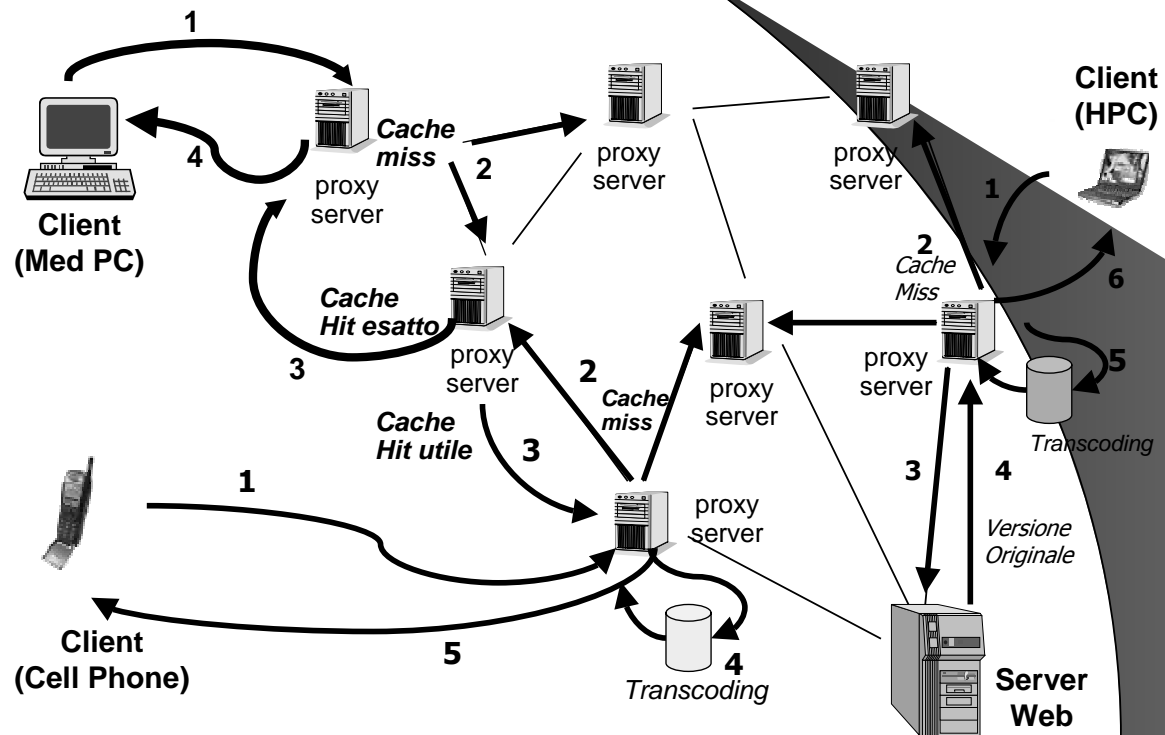 1
Client
(HPC)
Cache
miss
4
2
proxy
server
proxy
server
proxy
server
1
Client
(Med PC)
2
Cache
Miss
6
Cache
Hit esatto
3
proxy
server
2
Cache
miss
proxy
server
proxy
server
5
Transcoding
Cache
Hit utile
3
3
4
1
proxy
server
Versione
Originale
Client
(Cell Phone)
5
4
Transcoding
Server
Web